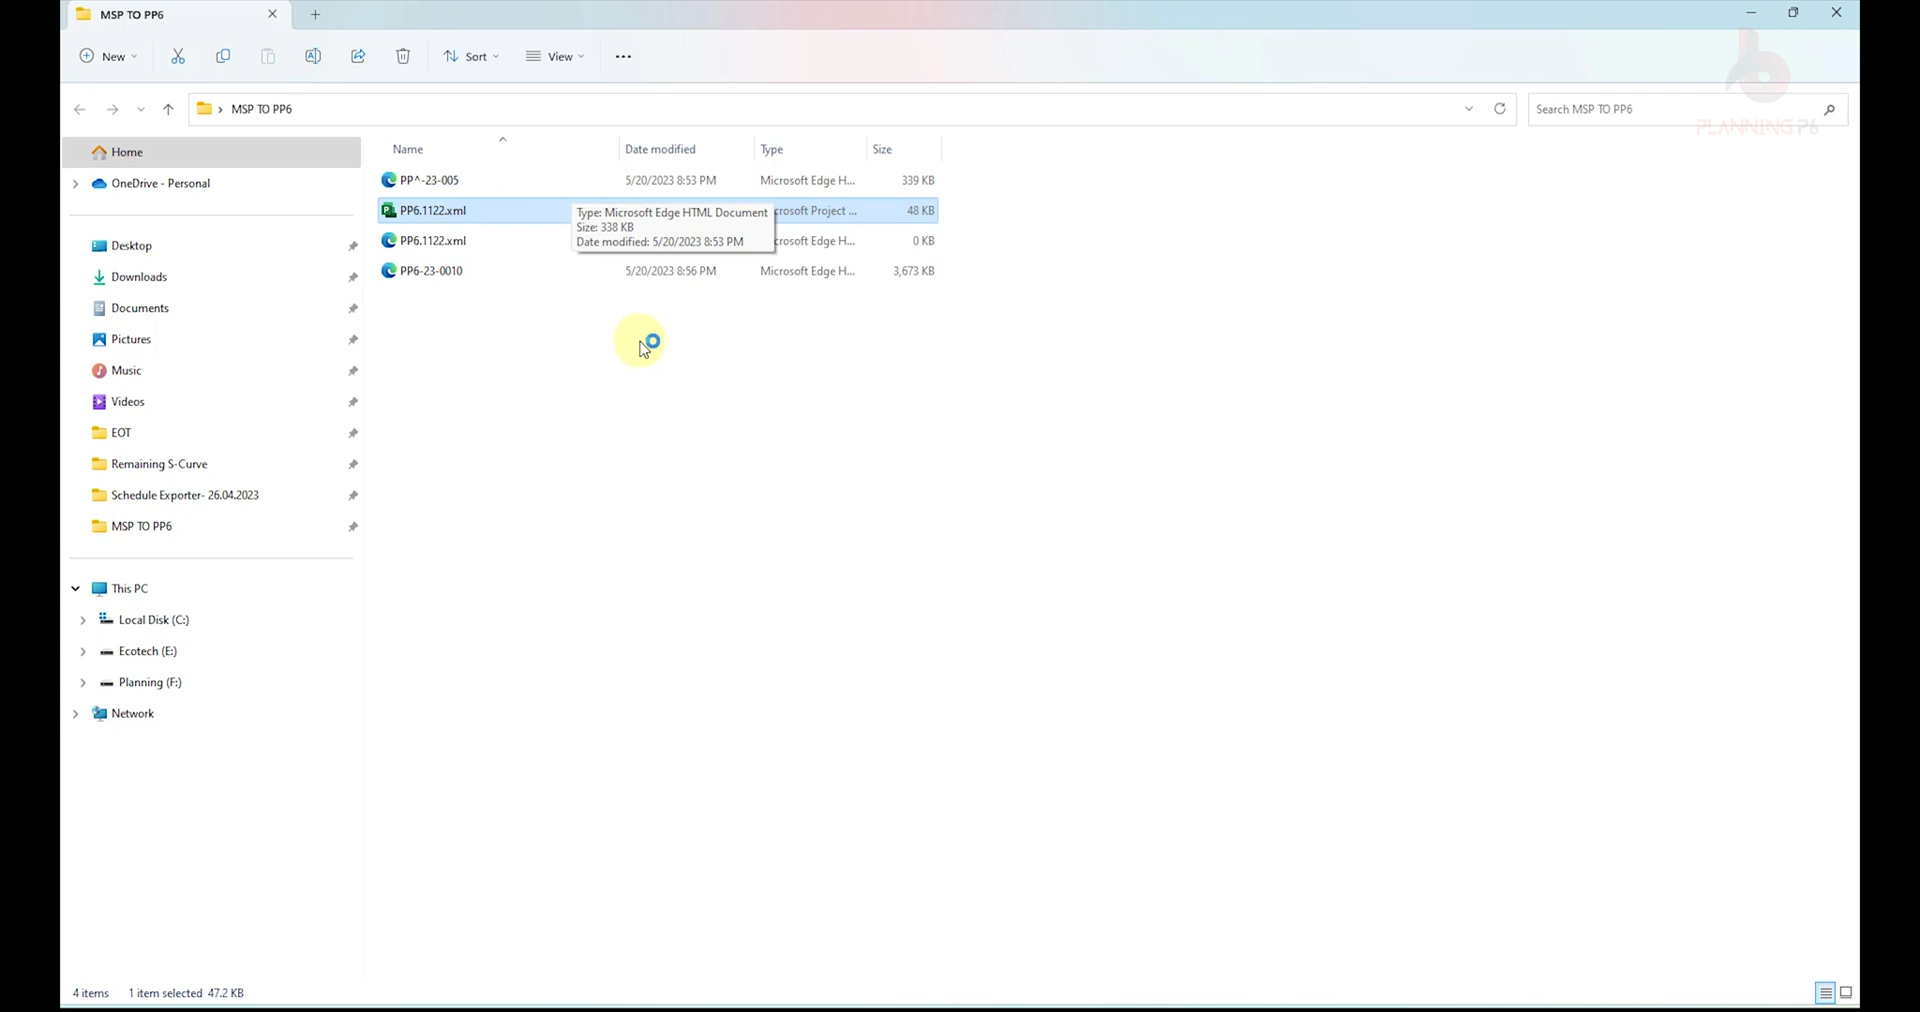 MSP TO PP6
New
Sort
View
MSP TO PP6
Search MSP TO PP6
PLANNING P6
Home
OneDrive - Personal
Desktop
Downloads
Documents
Pictures
Music
Videos
EOT
Remaining S-Curve
Schedule Exporter- 26.04.2023
MSP TO PP6
This PC
Local Disk (C:)
Ecotech (E:)
Planning (F:)
Network
Name Date modified Type Size
PP^-23-005 5/20/2023 8:53 PM Microsoft Edge H... 339 KB
PP6.1122.xml crosoft Project ... 48 KB
PP6.1122.xml crosoft Edge H... 0 KB
PP6-23-0010 5/20/2023 8:56 PM Microsoft Edge H... 3,673 KB
Type: Microsoft Edge HTML Document
Size: 338 KB
Date modified: 5/20/2023 8:53 PM
4 items 1 item selected 47.2 KB